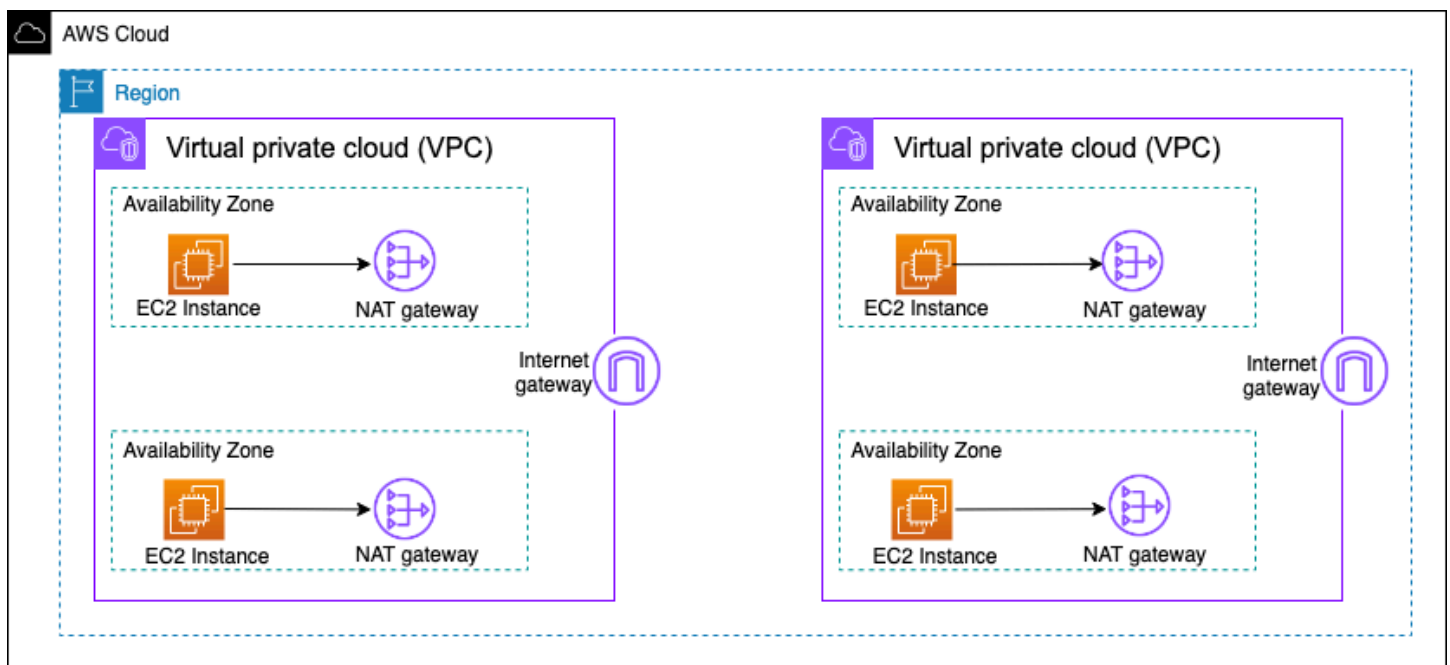 AWS Cloud
Region
Virtual private cloud (VPC)
Availability Zone
EC2 Instance
NAT gateway
Internet
gateway
Availability Zone
EC2 Instance
NAT gateway
Virtual private cloud (VPC)
Availability Zone
EC2 Instance
NAT gateway
Internet
gateway
Availability Zone
EC2 Instance
NAT gateway